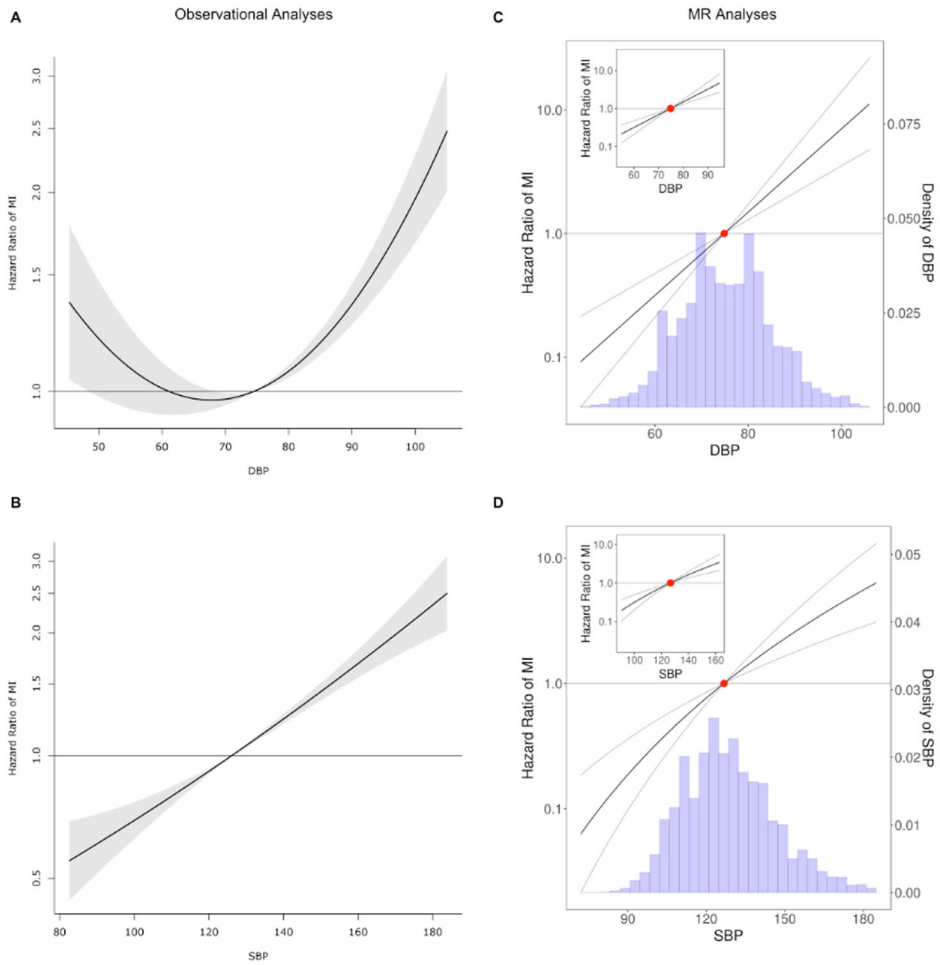 Observational Analyses
MR Analyses
A
Hazard Ratio of MI
3.0
2.5
2.0
1.5
1.0
50 60 70 80 90 100
DBP
C
Hazard Ratio of MI
10.0
1.0
0.1
60 80 100
DBP
Density of DBP
0.075
0.050
0.025
0.000
Hazard Ratio of MI
10.0
1.0
0.1
60 70 80 90
DBP
B
Hazard Ratio of MI
3.0
2.5
2.0
1.5
1.0
0.5
80 100 120 140 160 180
SBP
D
Hazard Ratio of MI
10.0
1.0
0.1
90 120 150 180
SBP
Density of SBP
0.05
0.04
0.03
0.02
0.01
0.00
Hazard Ratio of MI
10.0
1.0
0.1
100 120 140 160
SBP